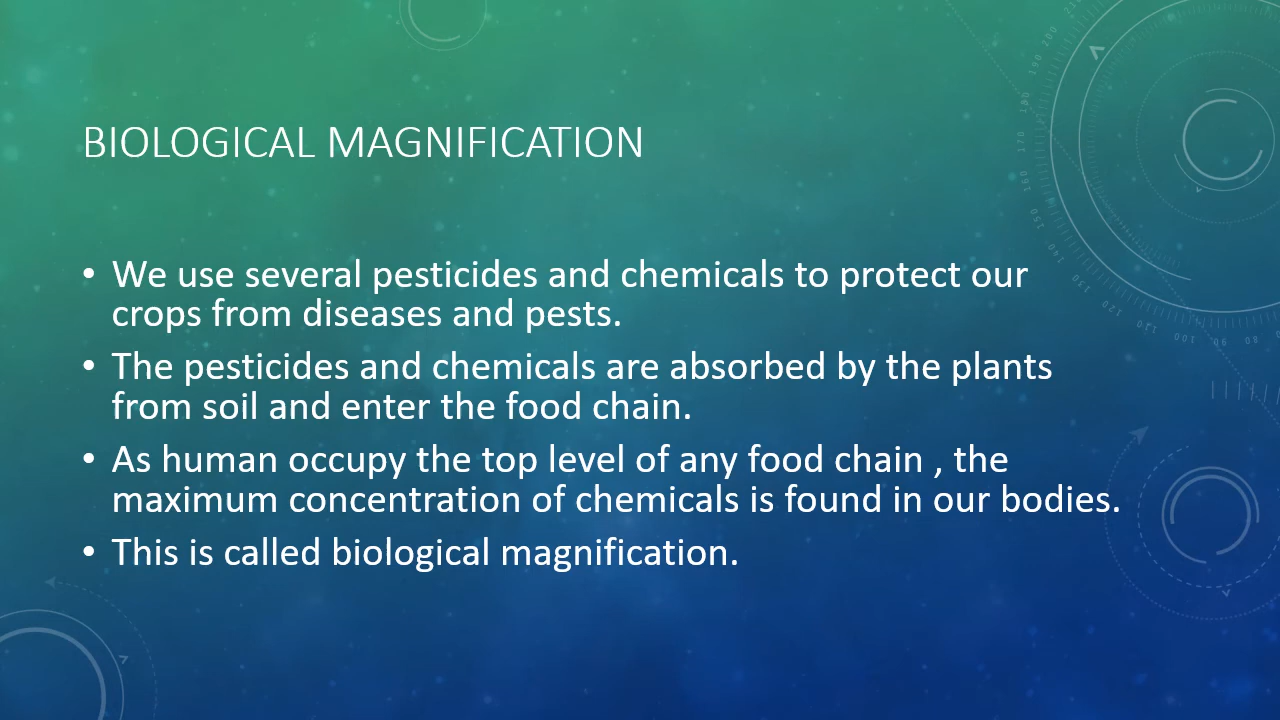 BIOLOGICAL MAGNIFICATION
• We use several pesticides and chemicals to protect our
crops from diseases and pests.
• The pesticides and chemicals are absorbed by the plants
from soil and enter the food chain.
• As human occupy the top level of any food chain , the
maximum concentration of chemicals is found in our bodies.
• This is called biological magnification.